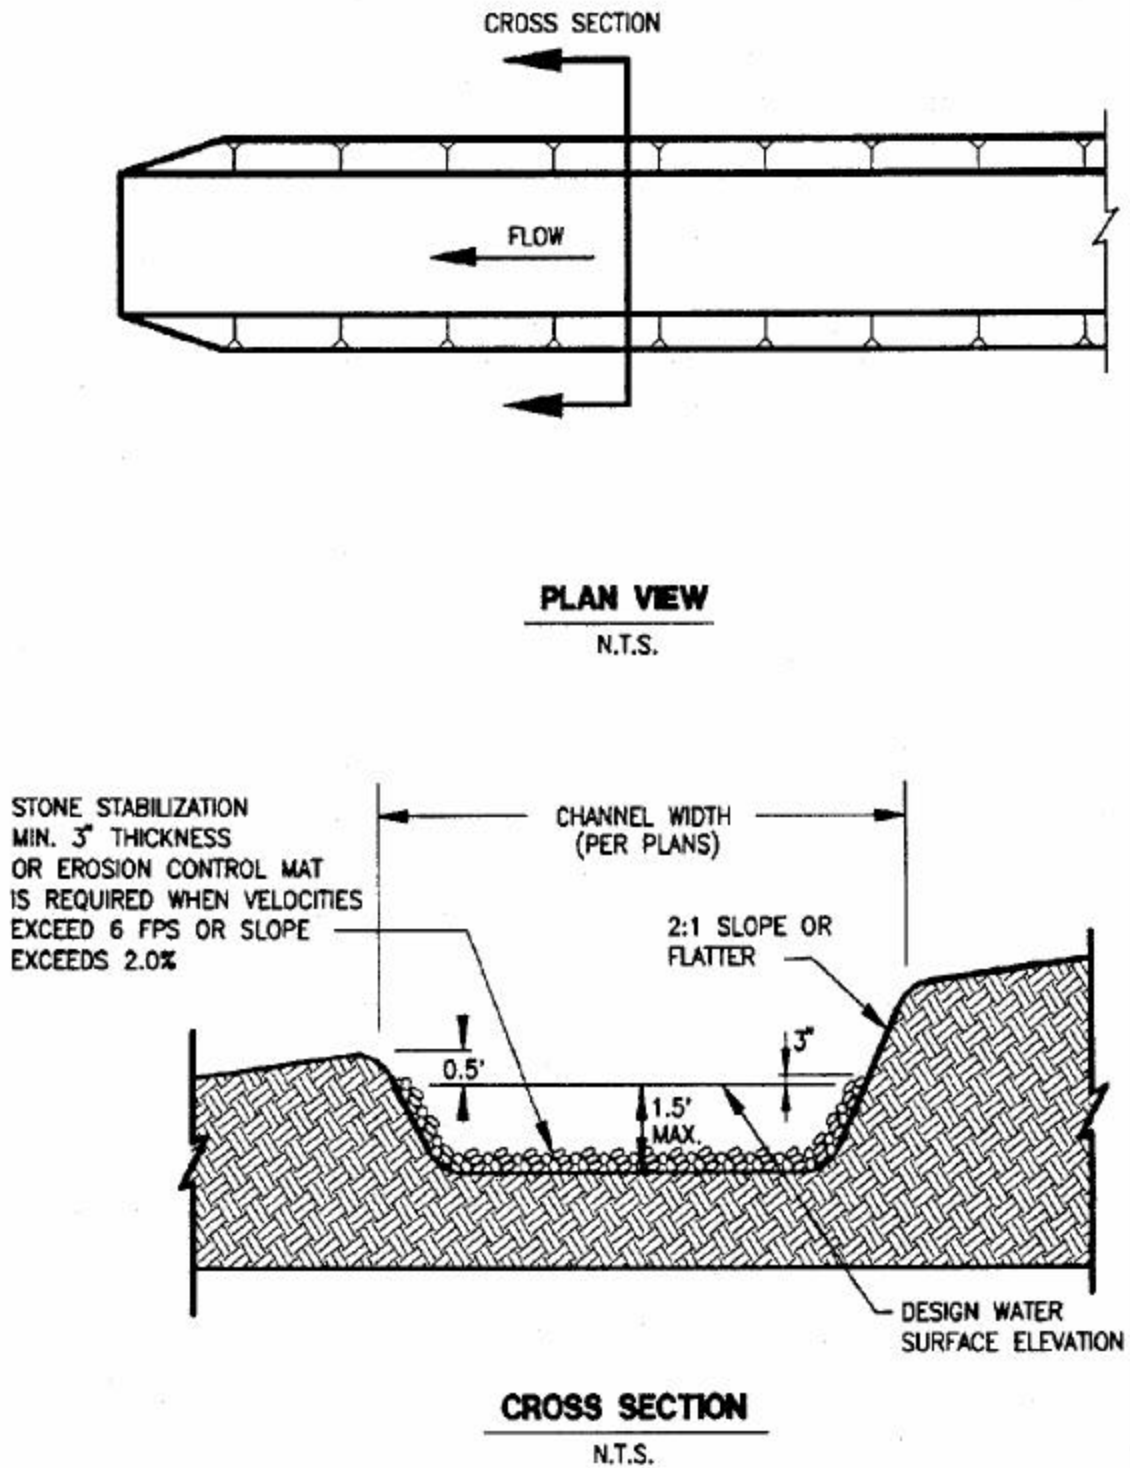 CROSS SECTION
FLOW
PLAN VIEW
N.T.S.
STONE STABILIZATION
MIN. 3" THICKNESS
OR EROSION CONTROL MAT
IS REQUIRED WHEN VELOCITIES
EXCEED 6 FPS OR SLOPE
EXCEEDS 2.0%
CHANNEL WIDTH
(PER PLANS)
2:1 SLOPE OR
FLATTER
3"
0.5'
1.5'
MAX.
DESIGN WATER
SURFACE ELEVATION
CROSS SECTION
N.T.S.